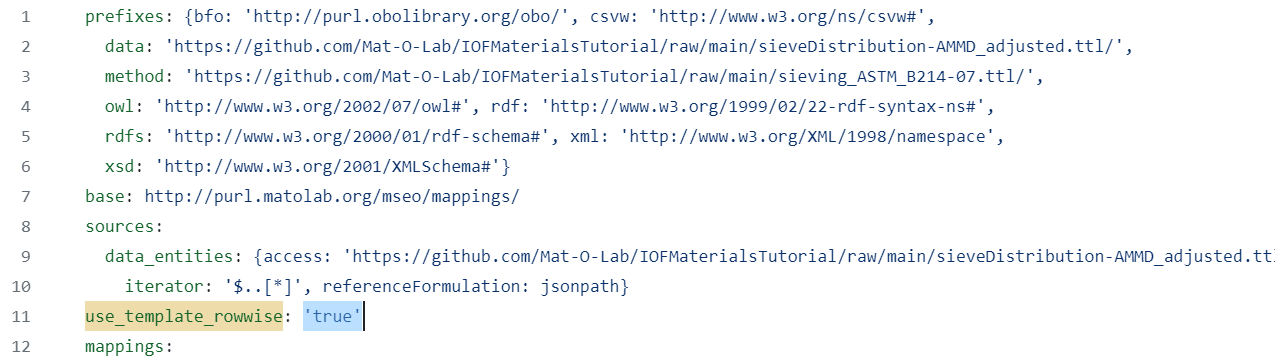 1 prefixes: {bfo: 'http://purl.obolibrary.org/obo/', csvw: 'http://www.w3.org/ns/csvw#',
2 data: 'https://github.com/Mat-O-Lab/IOFMaterialsTutorial/raw/main/sieveDistribution-AMMD_adjusted.ttl/',
3 method: 'https://github.com/Mat-O-Lab/IOFMaterialsTutorial/raw/main/sieving_ASTM_B214-07.ttl/',
4 owl: 'http://www.w3.org/2002/07/owl#', rdf: 'http://www.w3.org/1999/02/22-rdf-syntax-ns#',
5 rdfs: 'http://www.w3.org/2000/01/rdf-schema#', xml: 'http://www.w3.org/XML/1998/namespace',
6 xsd: 'http://www.w3.org/2001/XMLSchema#'}
7 base: http://purl.matolab.org/mseo/mappings/
8 sources:
9 data_entities: {access: 'https://github.com/Mat-O-Lab/IOFMaterialsTutorial/raw/main/sieveDistribution-AMMD_adjusted.tt
10 iterator: '$..[*]', referenceFormulation: jsonpath}
11 use_template_rowwise: 'true'
12 mappings: